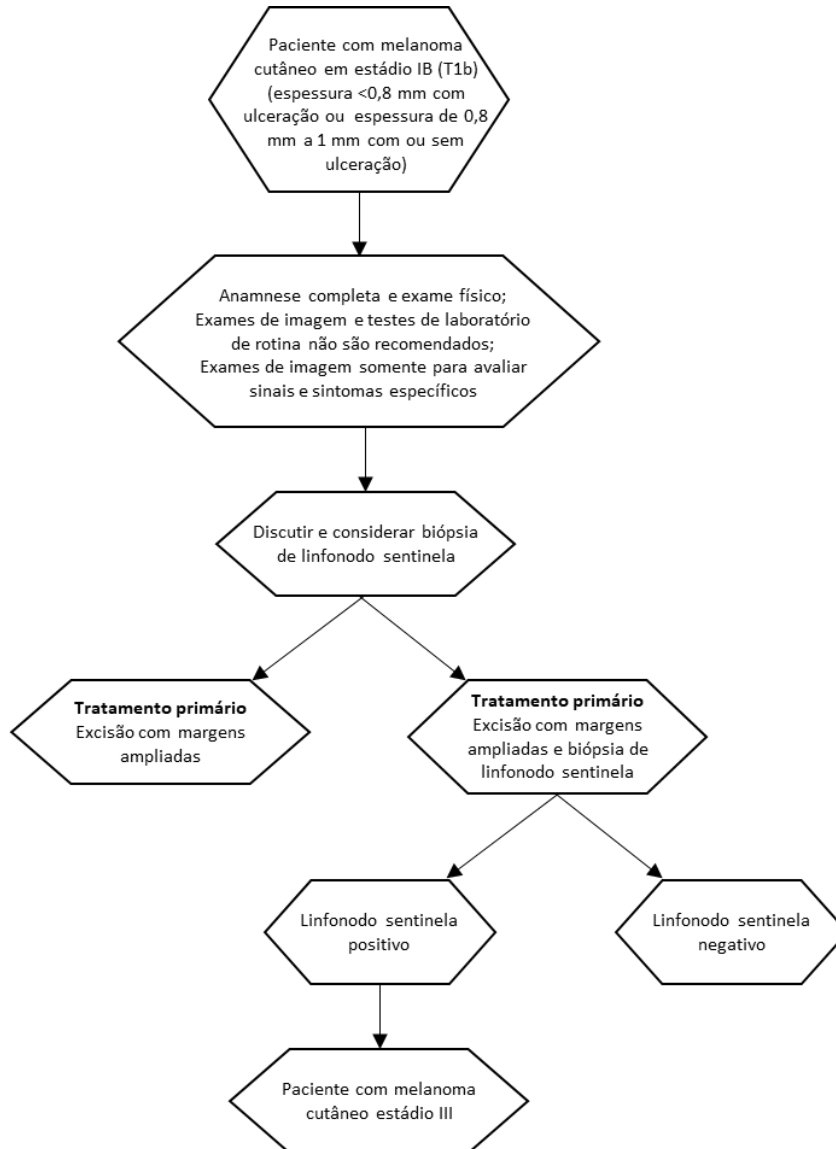 Paciente com melanoma
cutâneo em estádio IB (T1b)
(espessura <0,8 mm com
ulceração ou espessura de 0,8
mm a 1 mm com ou sem
ulceração)
Anamnese completa e exame físico;
Exames de imagem e testes de laboratório
de rotina não são recomendados;
Exames de imagem somente para avaliar
sinais e sintomas específicos
Discutir e considerar biópsia
de linfonodo sentinela
Tratamento primário
Excisão com margens
ampliadas
Tratamento primário
Excisão com margens
ampliadas e biópsia de
linfonodo sentinela
Linfonodo sentinela
positivo
Linfonodo sentinela
negativo
Paciente com melanoma
cutâneo estádio III